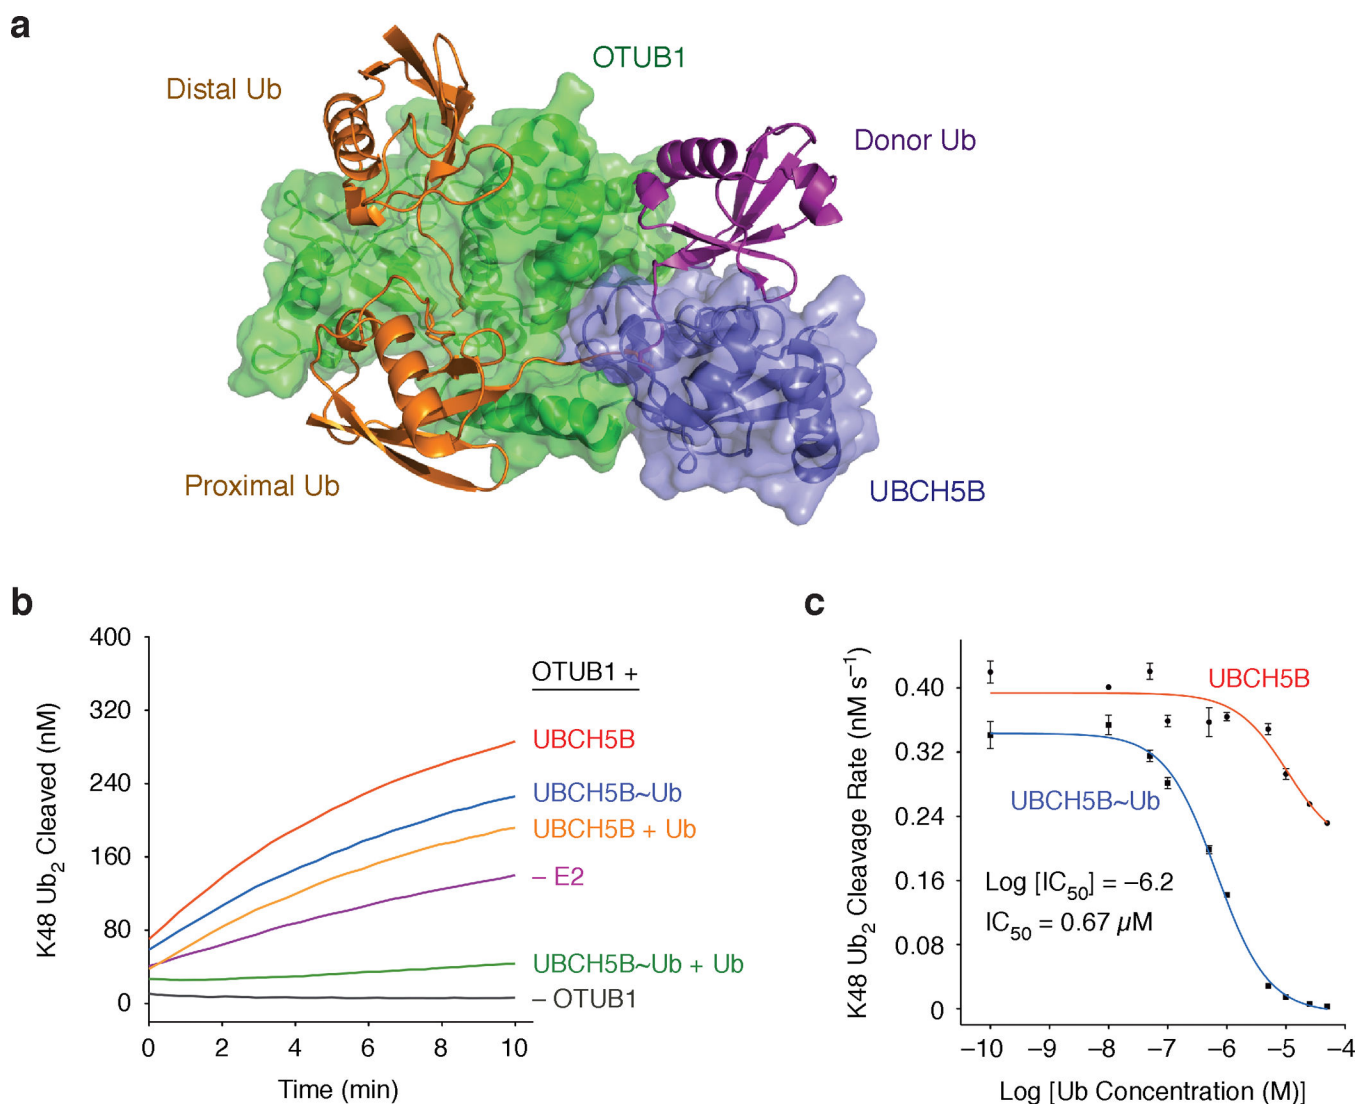 a
OTUB1
Distal Ub
Donor Ub
Proximal Ub
UBCH5B
b
400
320
240
160
80
0
K48 Ub₂ Cleaved (nM)
0 2 4 6 8 10
Time (min)
OTUB1 +
UBCH5B
UBCH5B~Ub
UBCH5B + Ub
– E2
UBCH5B~Ub + Ub
– OTUB1
c
K48 Ub₂ Cleavage Rate (nM s⁻¹)
0.40
0.32
0.24
0.16
0.08
0
UBCH5B
UBCH5B~Ub
Log [IC₅₀] = –6.2
IC₅₀ = 0.67 µM
–10 –9 –8 –7 –6 –5 –4
Log [Ub Concentration (M)]